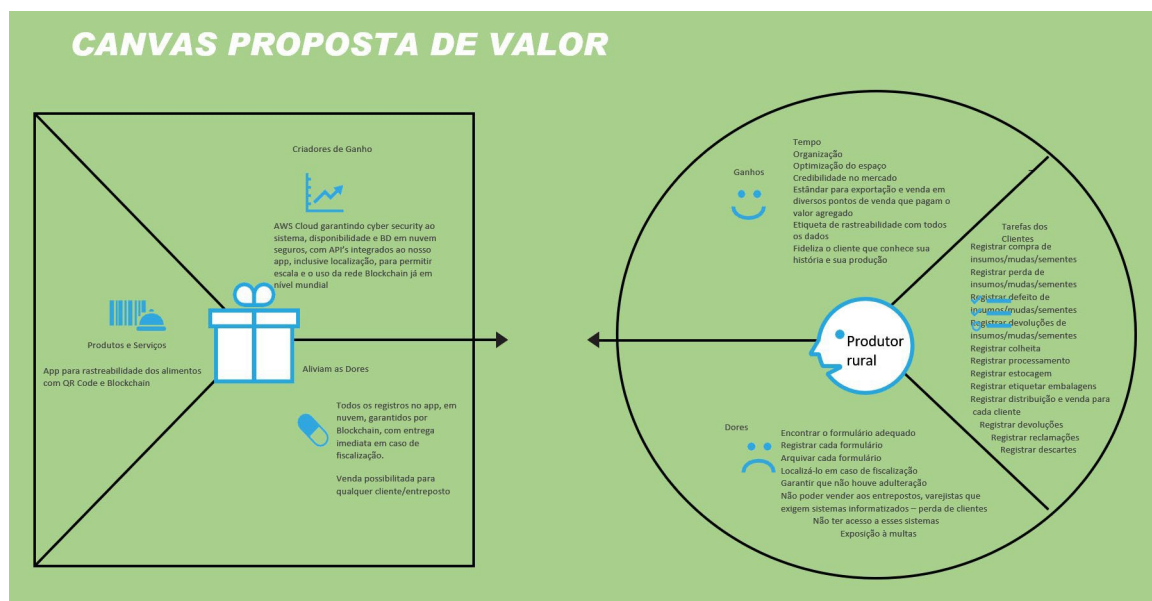 CANVAS PROPOSTA DE VALOR
Criadores de Ganho
AWS Cloud garantindo cyber security ao
sistema, disponibilidade e BD em nuvem
seguros, com API's integrados ao nosso
app, inclusive localização, para permitir
escala e o uso da rede Blockchain já em
nível mundial
Produtos e Serviços
App para rastreabilidade dos alimentos
com QR Code e Blockchain
Aliviam as Dores
Todos os registros no app, em
nuvem, garantidos por
Blockchain, com entrega
imediata em caso de
fiscalização.
Venda possibilitada para
qualquer cliente/entreposto
Ganhos
Tempo
Organização
Optimização do espaço
Credibilidade no mercado
Estândar para exportação e venda em
diversos pontos de venda que pagam o
valor agregado
Etiqueta de rastreabilidade com todos
os dados
Fideliza o cliente que conhece sua
história e sua produção
Tarefas dos
Clientes
Registrar compra de
insumos/mudas/sementes
Registrar perda de
insumos/mudas/sementes
Registrar defeito de
insumos/mudas/sementes
Registrar devoluções de
insumos/mudas/sementes
Registrar colheita
Registrar processamento
Registrar estocagem
Registrar etiquetar embalagens
Registrar distribuição e venda para
cada cliente
Registrar devoluções
Registrar reclamações
Registrar descartes
Produtor
rural
Dores
Encontrar o formulário adequado
Registrar cada formulário
Arquivar cada formulário
Localizá-lo em caso de fiscalização
Garantir que não houve adulteração
Não poder vender aos entrepostos, varejistas que
exigem sistemas informatizados – perda de clientes
Não ter acesso a esses sistemas
Exposição à multas